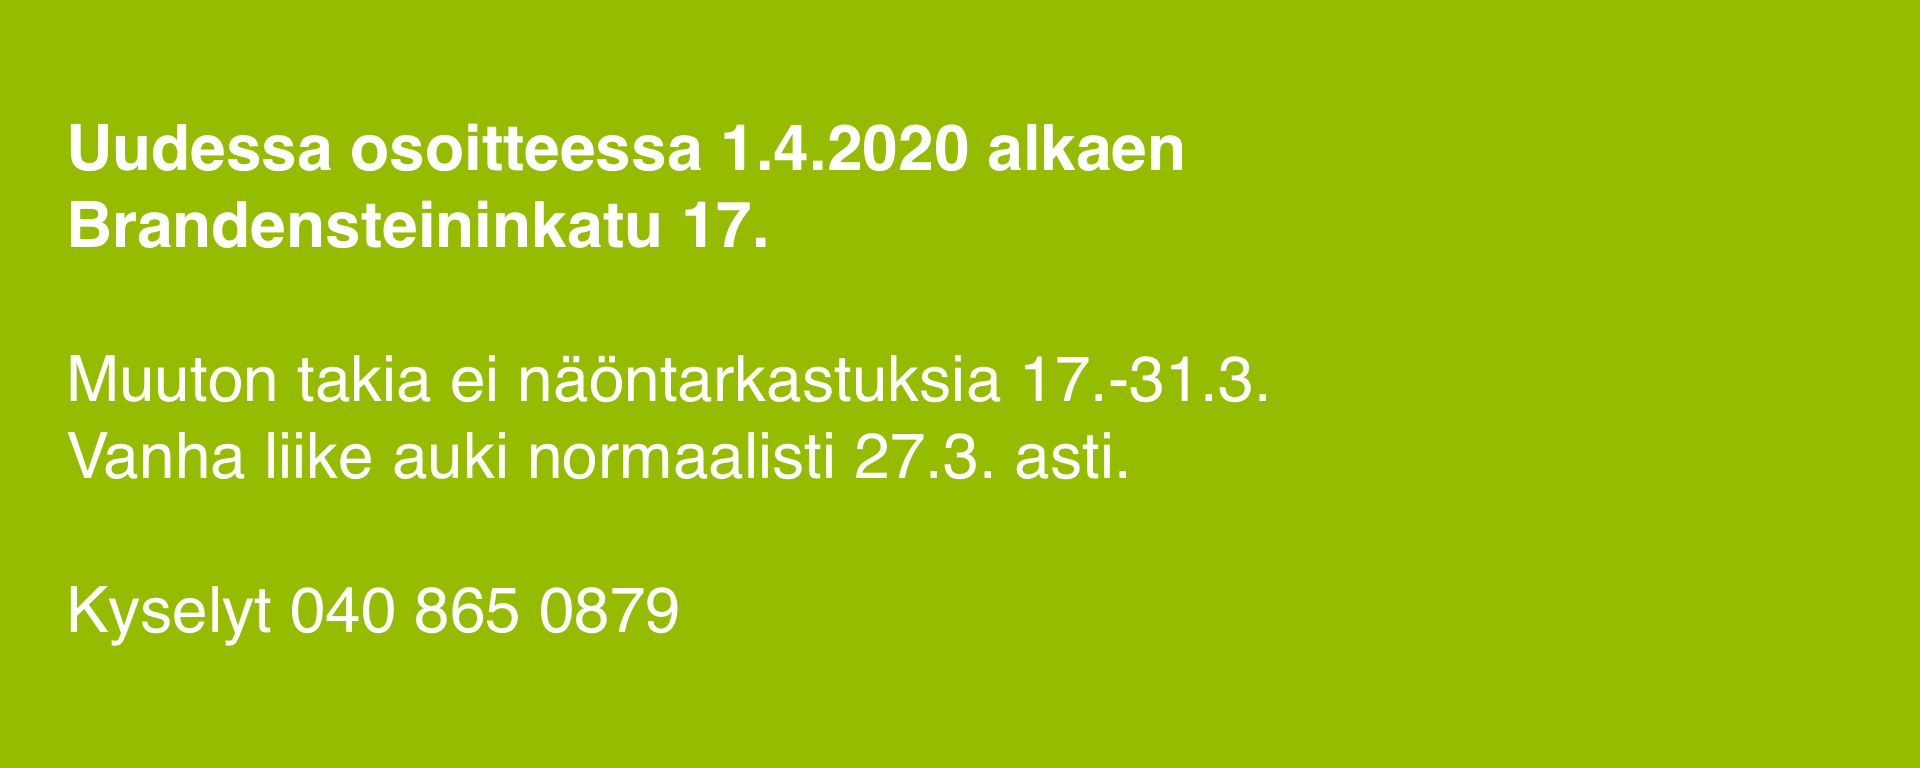 Uudessa osoitteessa 1.4.2020 alkaen
Brandensteininkatu 17.
Muuton takia ei näöntarkastuksia 17.-31.3.
Vanha liike auki normaalisti 27.3. asti.
Kyselyt 040 865 0879